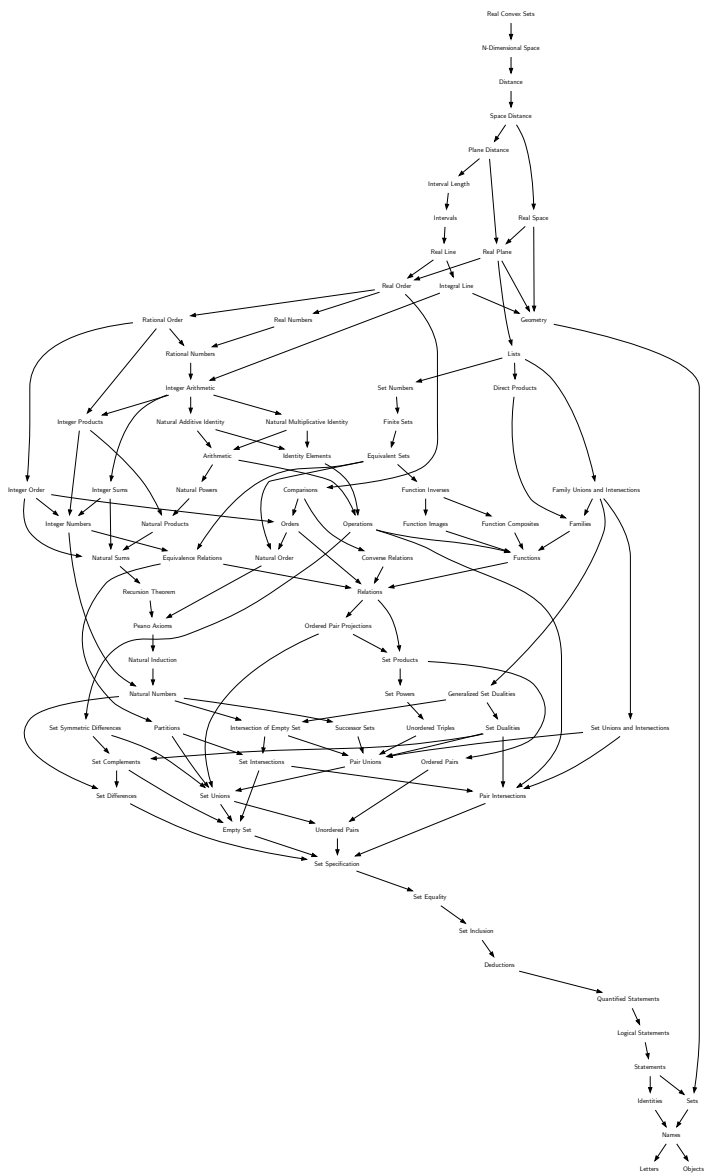 Real Convex Sets
N-Dimensional Space
Distance
Space Distance
Plane Distance
Interval Length
Intervals Real Space
Real Line Real Plane
Real Order Integral Line
Rational Order Real Numbers Geometry
Rational Numbers Lists
Integer Arithmetic Set Numbers Direct Products
Integer Products Natural Additive Identity Natural Multiplicative Identity Finite Sets
Arithmetic Identity Elements Equivalent Sets
Integer Order Integer Sums Natural Powers Comparisons Function Inverses Family Unions and Intersections
Integer Numbers Natural Products Orders Operations Function Images Function Composites Families
Natural Sums Equivalence Relations Natural Order Converse Relations Functions
Recursion Theorem Relations
Peano Axioms Ordered Pair Projections
Natural Induction Set Products
Natural Numbers Set Powers Generalized Set Dualities
Set Symmetric Differences Partitions Intersection of Empty Set Successor Sets Unordered Triples Set Dualities Set Unions and Intersections
Set Complements Set Intersections Pair Unions Ordered Pairs
Set Differences Set Unions Pair Intersections
Empty Set Unordered Pairs
Set Specification
Set Equality
Set Inclusion
Deductions
Quantified Statements
Logical Statements
Statements
Identities Sets
Names
Letters Objects